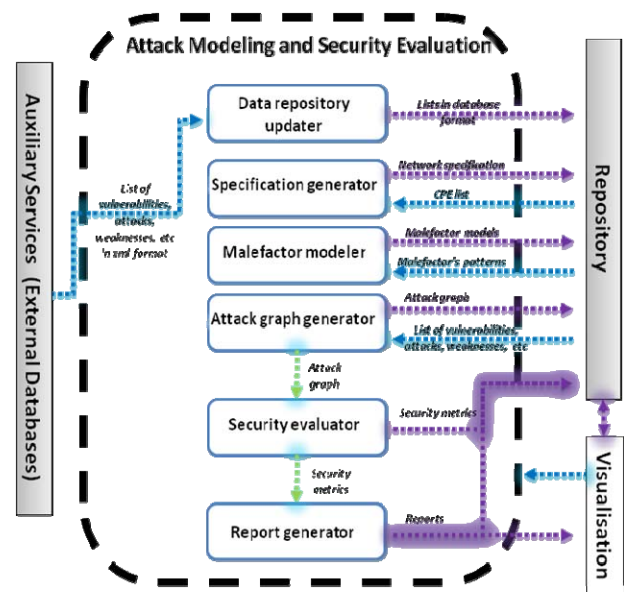 Attack Modeling and Security Evaluation
Auxiliary Services (External Databases)
List of
vulnerabilities,
attacks,
weaknesses, etc
'n xml format
Data repository
updater
Lists in database
format
Specification generator
Network specification
CPE list
Malefactor modeler
Malefactor models
Malefactor's patterns
Attack graph generator
Attack graph
List of vulnerabilities,
attacks, weaknesses, etc
Attack
graph
Security evaluator
Security metrics
Security
metrics
Report generator
Reports
Repository
Visualisation